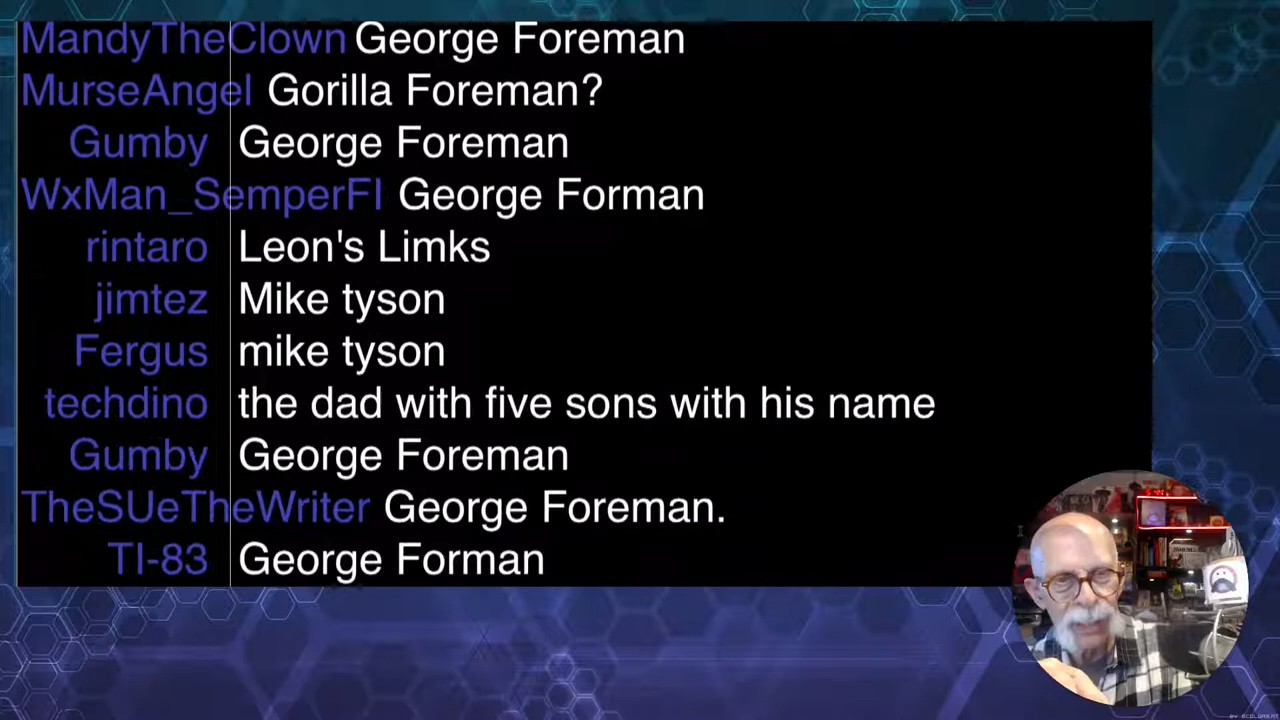 MandyTheClown George Foreman
MurseAngel Gorilla Foreman?
Gumby George Foreman
WxMan_SemperFI George Forman
rintaro Leon's Limks
jimtez Mike tyson
Fergus mike tyson
techdino the dad with five sons with his name
Gumby George Foreman
TheSUeTheWriter George Foreman.
TI-83 George Forman